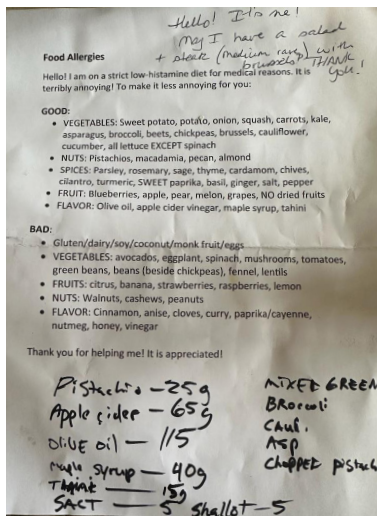 Hello! It's me!
May I have a salad
+ steak (medium rare) with
brussels? THANK
you!
Food Allergies
Hello! I am on a strict low-histamine diet for medical reasons. It is
terribly annoying! To make it less annoying for you:
GOOD:
• VEGETABLES: Sweet potato, potato, onion, squash, carrots, kale,
asparagus, broccoli, beets, chickpeas, brussels, cauliflower,
cucumber, all lettuce EXCEPT spinach
• NUTS: Pistachios, macadamia, pecan, almond
• SPICES: Parsley, rosemary, sage, thyme, cardamom, chives,
cilantro, turmeric, SWEET paprika, basil, ginger, salt, pepper
• FRUIT: Blueberries, apple, pear, melon, grapes, NO dried fruits
• FLAVOR: Olive oil, apple cider vinegar, maple syrup, tahini
BAD:
• Gluten/dairy/soy/coconut/monk fruit/eggs
• VEGETABLES: avocados, eggplant, spinach, mushrooms, tomatoes,
green beans, beans (beside chickpeas), fennel, lentils
• FRUITS: citrus, banana, strawberries, raspberries, lemon
• NUTS: Walnuts, cashews, peanuts
• FLAVOR: Cinnamon, anise, cloves, curry, paprika/cayenne,
nutmeg, honey, vinegar
Thank you for helping me! It is appreciated!
Pistachio - 25g
Apple cider - 65g
Olive oil - 115
maple syrup - 40g
15g
SALT - 5 Shallot - 5
MIXED GREEN
BRoccoli
CAUl.
ASP
CHOPPED pistach